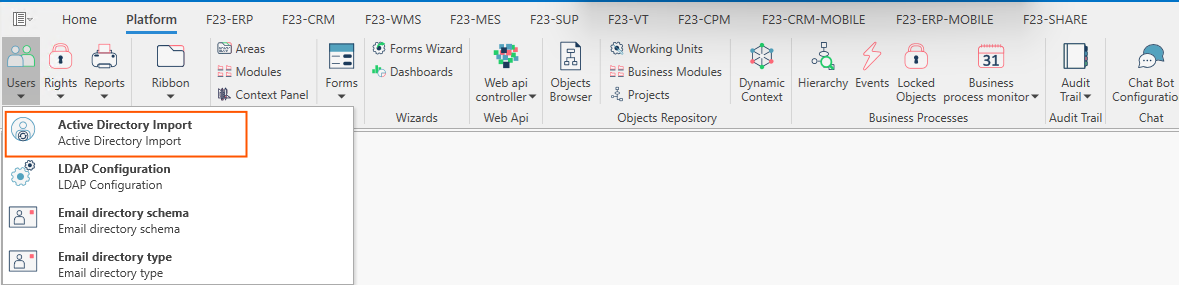 Home Platform F23-ERP F23-CRM F23-WMS F23-MES F23-SUP F23-VT F23-CPM F23-CRM-MOBILE F23-ERP-MOBILE F23-SHARE
Users
Rights
Reports
Ribbon
Areas
Modules
Context Panel
Forms
Forms Wizard
Dashboards
Wizards
Web api
controller
Web Api
Objects
Browser
Working Units
Business Modules
Projects
Objects Repository
Dynamic
Context
Hierarchy
Events
Locked
Objects
31
Business
process monitor
Business Processes
Audit
Trail
Audit Trail
Chat Bot
Configuratio
Chat
Active Directory Import
Active Directory Import
LDAP Configuration
LDAP Configuration
Email directory schema
Email directory schema
Email directory type
Email directory type